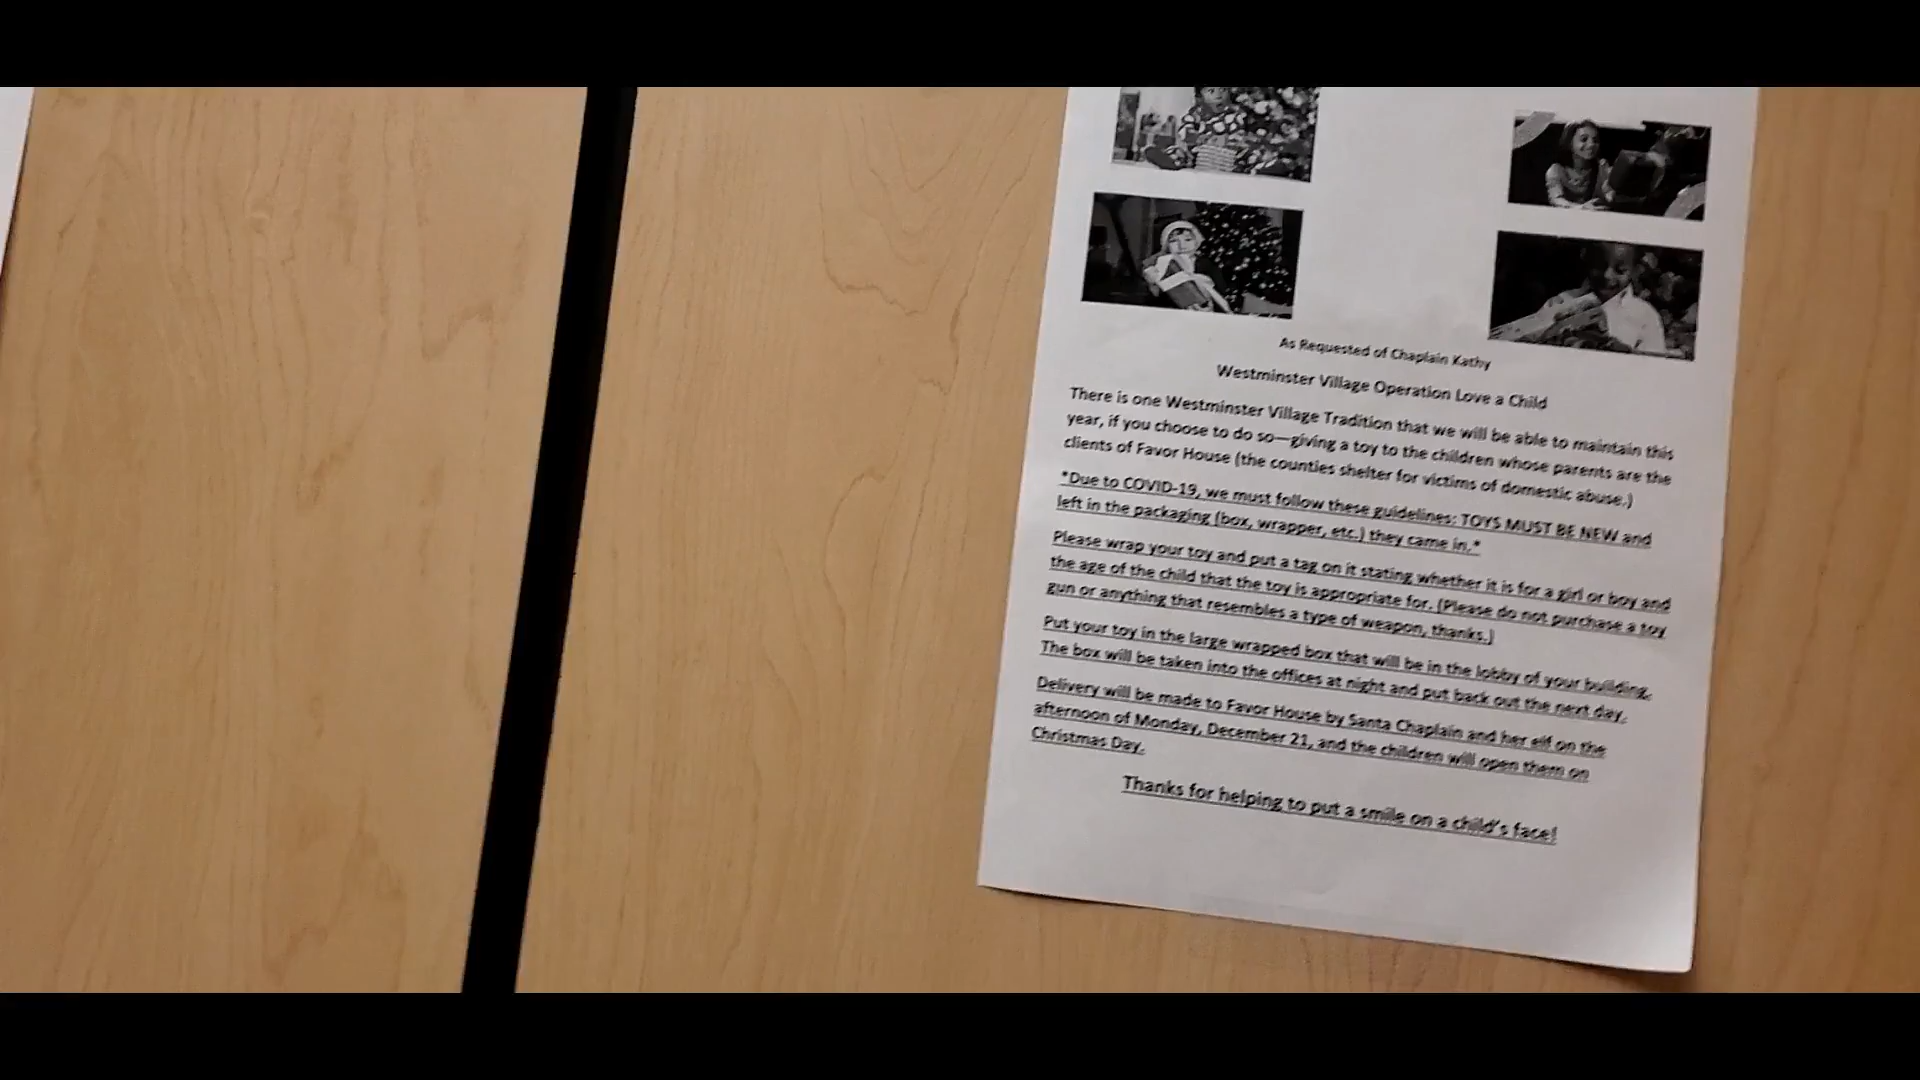 As Requested of Chaplain Kathy
Westminster Village Operation Love a Child
There is one Westminster Village Tradition that we will be able to maintain this
year, if you choose to do so—giving a toy to the children whose parents are the
clients of Favor House (the counties shelter for victims of domestic abuse.)
*Due to COVID-19, we must follow these guidelines: TOYS MUST BE NEW and
left in the packaging (box, wrapper, etc.) they came in.*
Please wrap your toy and put a tag on it stating whether it is for a girl or boy and
the age of the child that the toy is appropriate for. (Please do not purchase a toy
gun or anything that resembles a type of weapon, thanks.)
Put your toy in the large wrapped box that will be in the lobby of your building.
The box will be taken into the offices at night and put back out the next day.
Delivery will be made to Favor House by Santa Chaplain and her elf on the
afternoon of Monday, December 21, and the children will open them on
Christmas Day.
Thanks for helping to put a smile on a child's face!